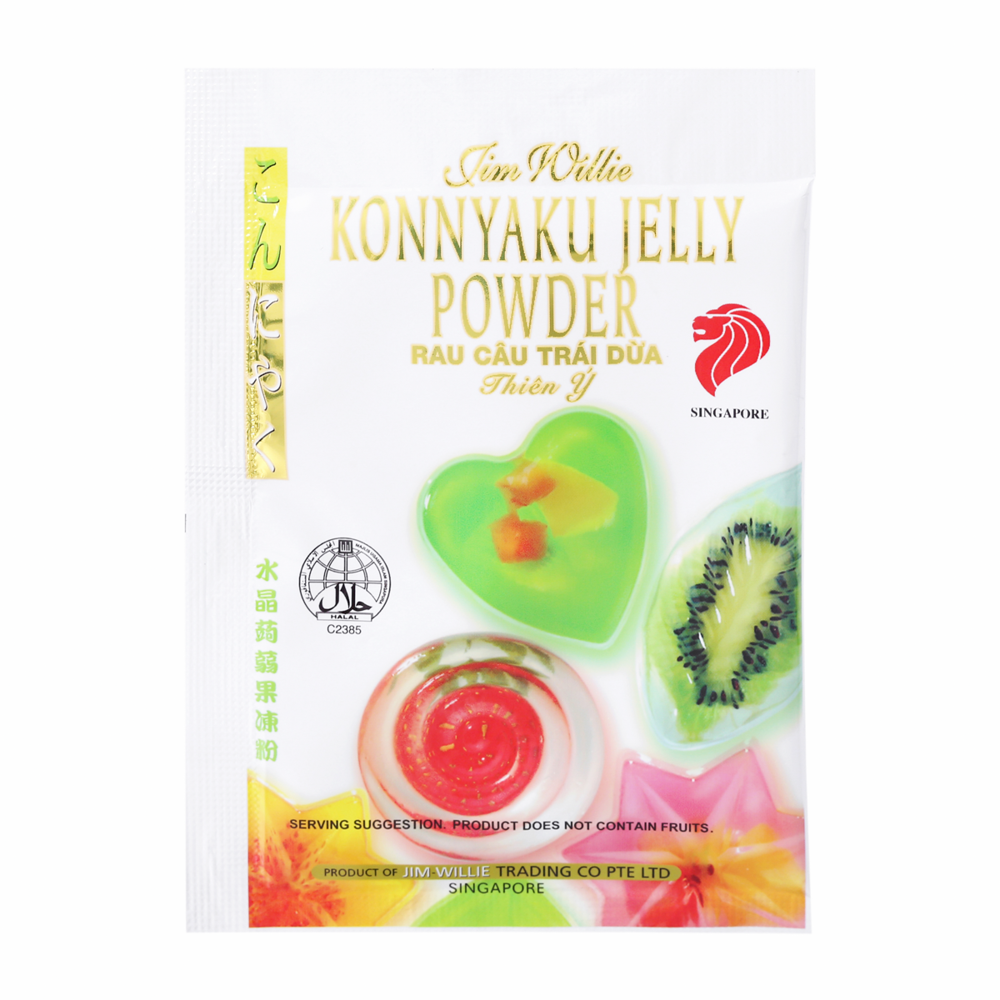 Jim Willie
KONNYAKU JELLY
POWDER
RAU CÂU TRÁI DỪA
Thiên Ý
こんにゃく
SINGAPORE
水晶蒟蒻果凍粉
حلال
HALAL
C2385
SERVING SUGGESTION. PRODUCT DOES NOT CONTAIN FRUITS.
PRODUCT OF JIM-WILLIE TRADING CO PTE LTD
SINGAPORE